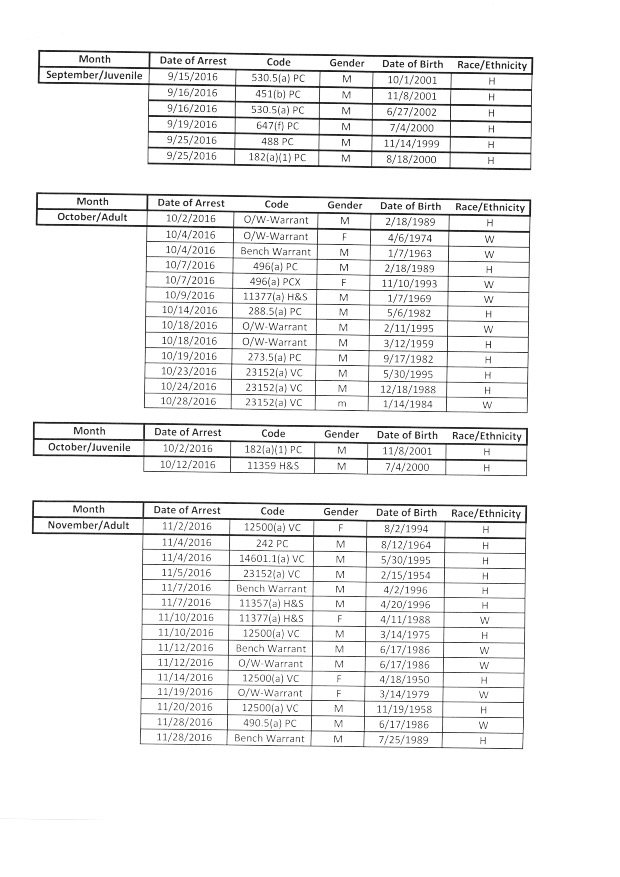 Month Date of Arrest Code Gender Date of Birth Race/Ethnicity
September/Juvenile 9/15/2016 530.5(a) PC M 10/1/2001 H
9/16/2016 451(b) PC M 11/8/2001 H
9/16/2016 530.5(a) PC M 6/27/2002 H
9/19/2016 647(f) PC M 7/4/2000 H
9/25/2016 488 PC M 11/14/1999 H
9/25/2016 182(a)(1) PC M 8/18/2000 H
Month Date of Arrest Code Gender Date of Birth Race/Ethnicity
October/Adult 10/2/2016 O/W-Warrant M 2/18/1989 H
10/4/2016 O/W-Warrant F 4/6/1974 W
10/4/2016 Bench Warrant M 1/7/1963 W
10/7/2016 496(a) PC M 2/18/1989 H
10/7/2016 496(a) PCX F 11/10/1993 W
10/9/2016 11377(a) H&S M 1/7/1969 W
10/14/2016 288.5(a) PC M 5/6/1982 H
10/18/2016 O/W-Warrant M 2/11/1995 W
10/18/2016 O/W-Warrant M 3/12/1959 H
10/19/2016 273.5(a) PC M 9/17/1982 H
10/23/2016 23152(a) VC M 5/30/1995 H
10/24/2016 23152(a) VC M 12/18/1988 H
10/28/2016 23152(a) VC m 1/14/1984 W
Month Date of Arrest Code Gender Date of Birth Race/Ethnicity
October/Juvenile 10/2/2016 182(a)(1) PC M 11/8/2001 H
10/12/2016 11359 H&S M 7/4/2000 H
Month Date of Arrest Code Gender Date of Birth Race/Ethnicity
November/Adult 11/2/2016 12500(a) VC F 8/2/1994 H
11/4/2016 242 PC M 8/12/1964 H
11/4/2016 14601.1(a) VC M 5/30/1995 H
11/5/2016 23152(a) VC M 2/15/1954 H
11/7/2016 Bench Warrant M 4/2/1996 H
11/7/2016 11357(a) H&S M 4/20/1996 H
11/10/2016 11377(a) H&S F 4/11/1988 W
11/10/2016 12500(a) VC M 3/14/1975 H
11/12/2016 Bench Warrant M 6/17/1986 W
11/12/2016 O/W-Warrant M 6/17/1986 W
11/14/2016 12500(a) VC F 4/18/1950 H
11/19/2016 O/W-Warrant F 3/14/1979 W
11/20/2016 12500(a) VC M 11/19/1958 H
11/28/2016 490.5(a) PC M 6/17/1986 W
11/28/2016 Bench Warrant M 7/25/1989 H